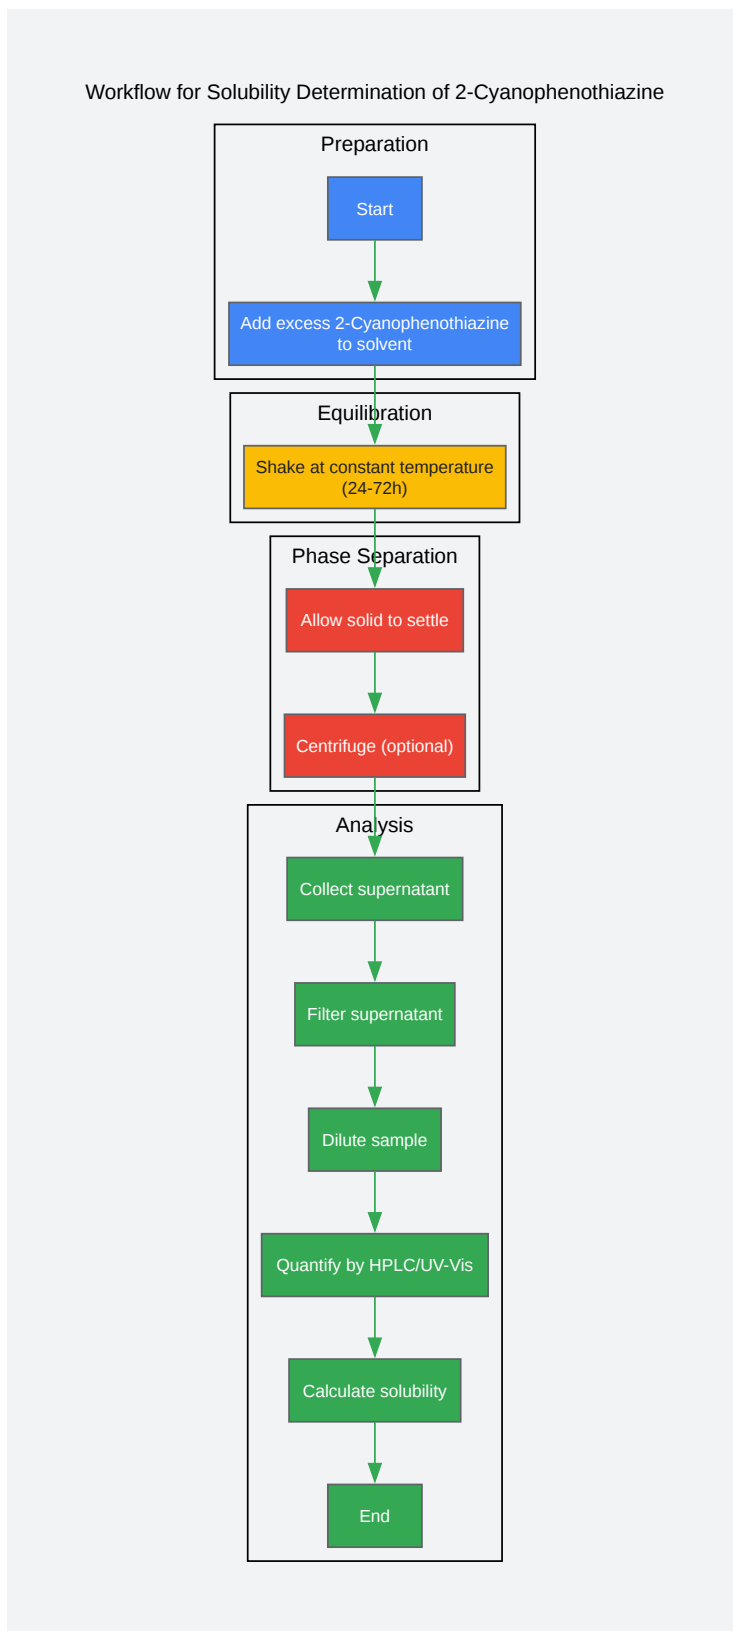 Workflow for Solubility Determination of 2-Cyanophenothiazine
Preparation
Start
Add excess 2-Cyanophenothiazine
to solvent
Equilibration
Shake at constant temperature
(24-72h)
Phase Separation
Allow solid to settle
Centrifuge (optional)
Analysis
Collect supernatant
Filter supernatant
Dilute sample
Quantify by HPLC/UV-Vis
Calculate solubility
End